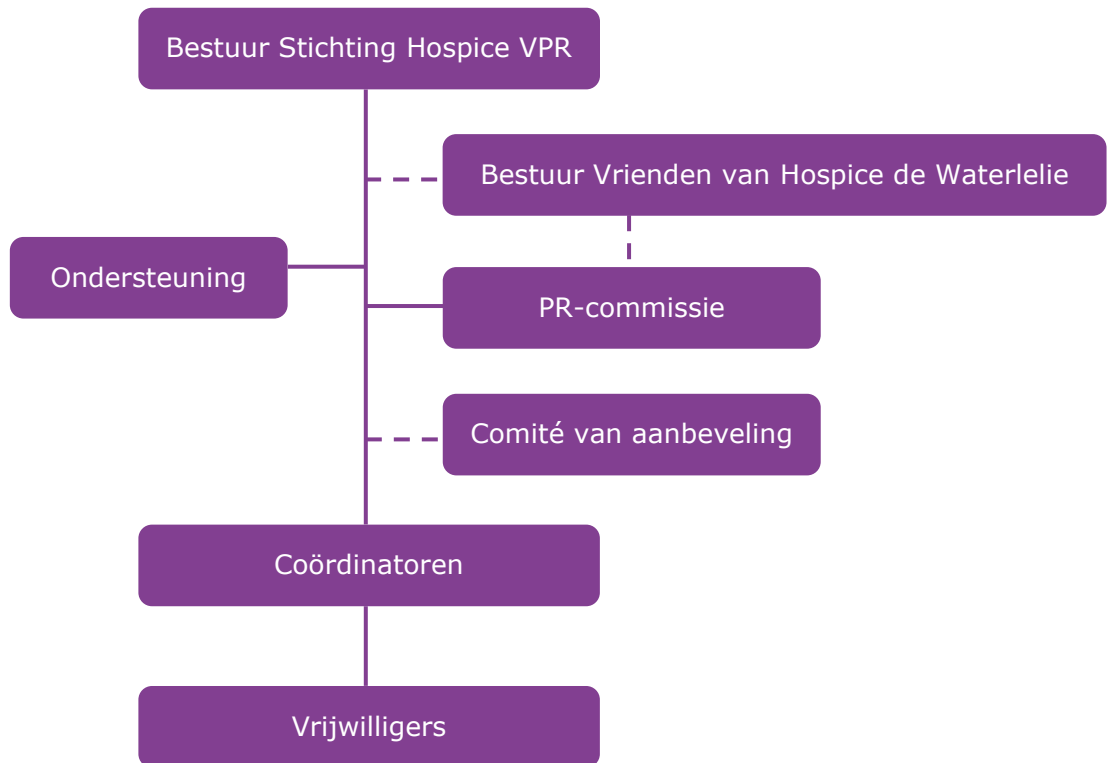 Bestuur Stichting Hospice VPR
Bestuur Vrienden van Hospice de Waterlelie
Ondersteuning
PR-commissie
Comité van aanbeveling
Coördinatoren
Vrijwilligers